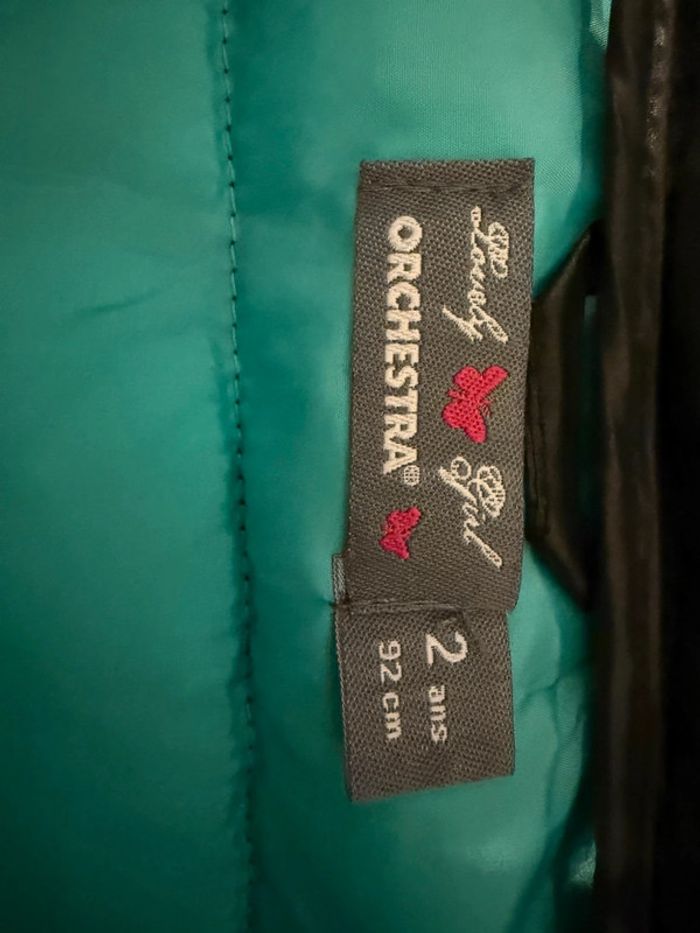 Lovely Girl
ORCHESTRA
2 ans
92 cm